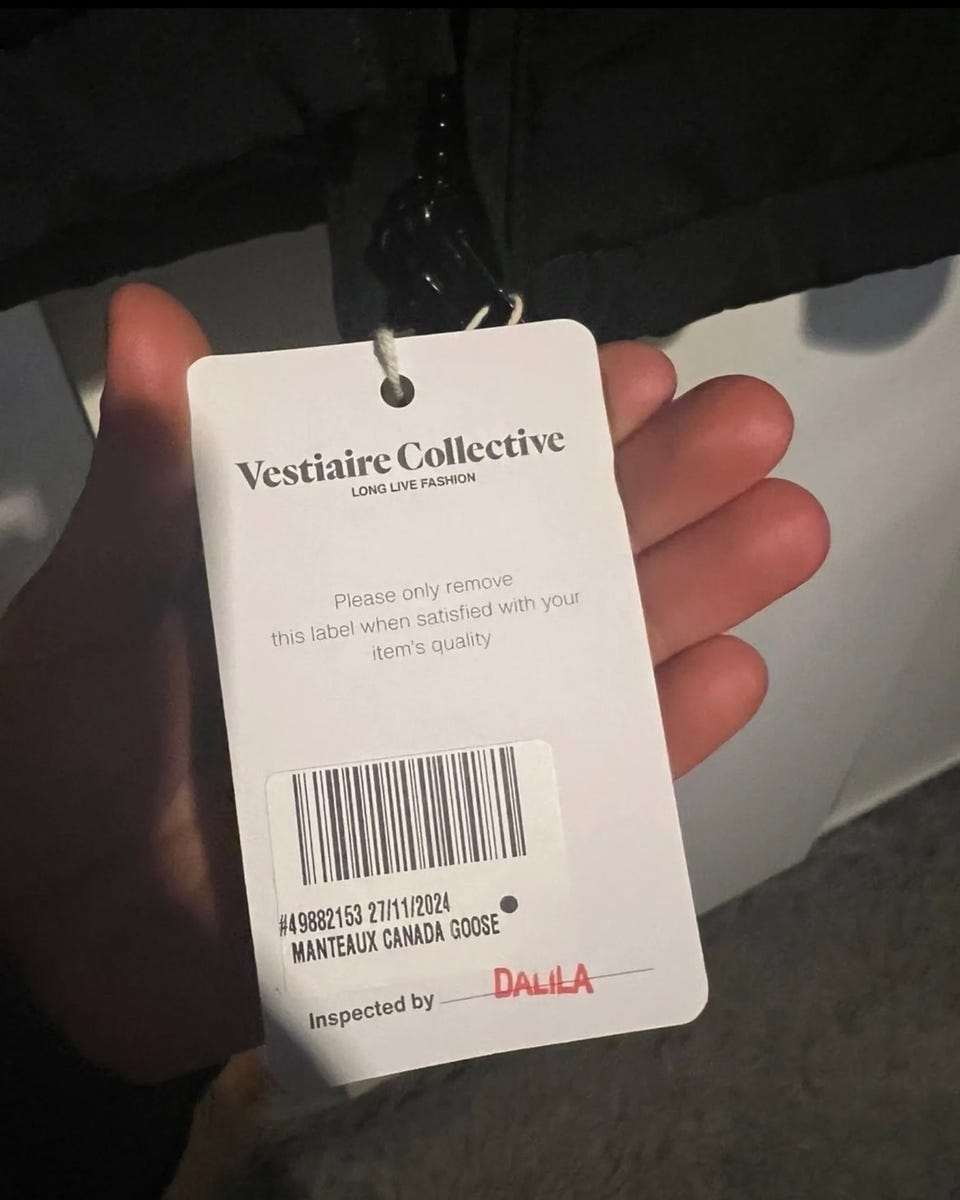 Vestiaire Collective
LONG LIVE FASHION
Please only remove
this label when satisfied with your
item's quality
#49882153 27/11/2024
MANTEAUX CANADA GOOSE
Inspected by DALILA